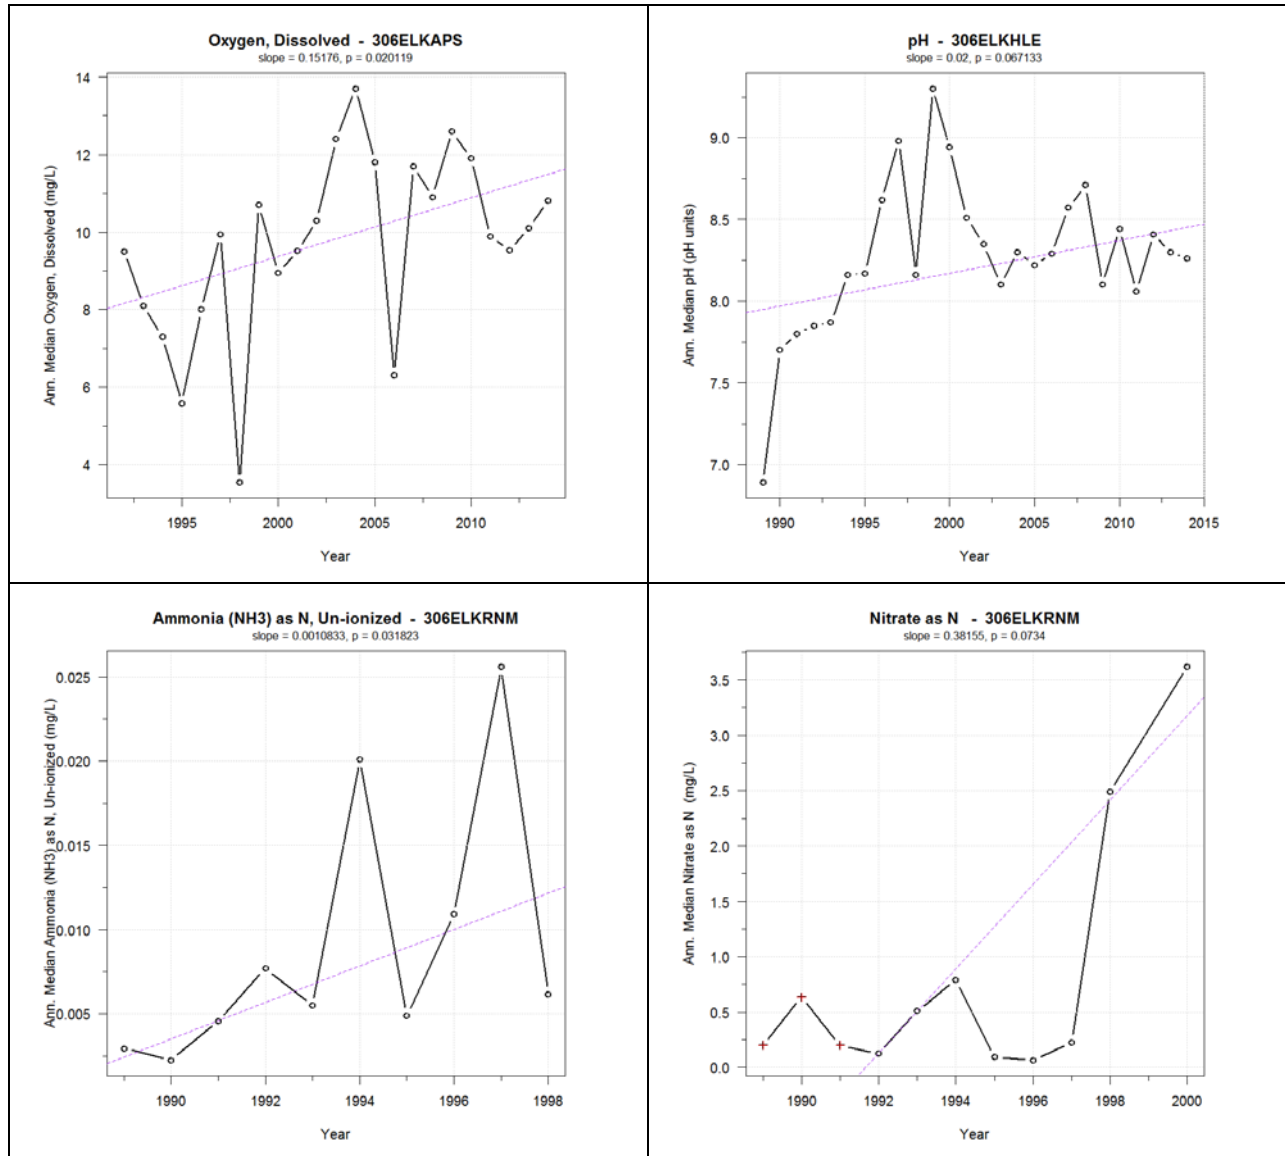 Oxygen, Dissolved - 306ELKAPS
slope = 0.15176, p = 0.020119
Ann. Median Oxygen, Dissolved (mg/L)
14
12
10
8
6
4
1995 2000 2005 2010
Year
pH - 306ELKHLE
slope = 0.02, p = 0.067133
Ann. Median pH (pH units)
9.0
8.5
8.0
7.5
7.0
1990 1995 2000 2005 2010 2015
Year
Ammonia (NH3) as N, Un-ionized - 306ELKRNM
slope = 0.0010833, p = 0.031823
Ann. Median Ammonia (NH3) as N, Un-ionized (mg/L)
0.025
0.020
0.015
0.010
0.005
1990 1992 1994 1996 1998
Year
Nitrate as N - 306ELKRNM
slope = 0.38155, p = 0.0734
Ann. Median Nitrate as N (mg/L)
3.5
3.0
2.5
2.0
1.5
1.0
0.5
0.0
1990 1992 1994 1996 1998 2000
Year